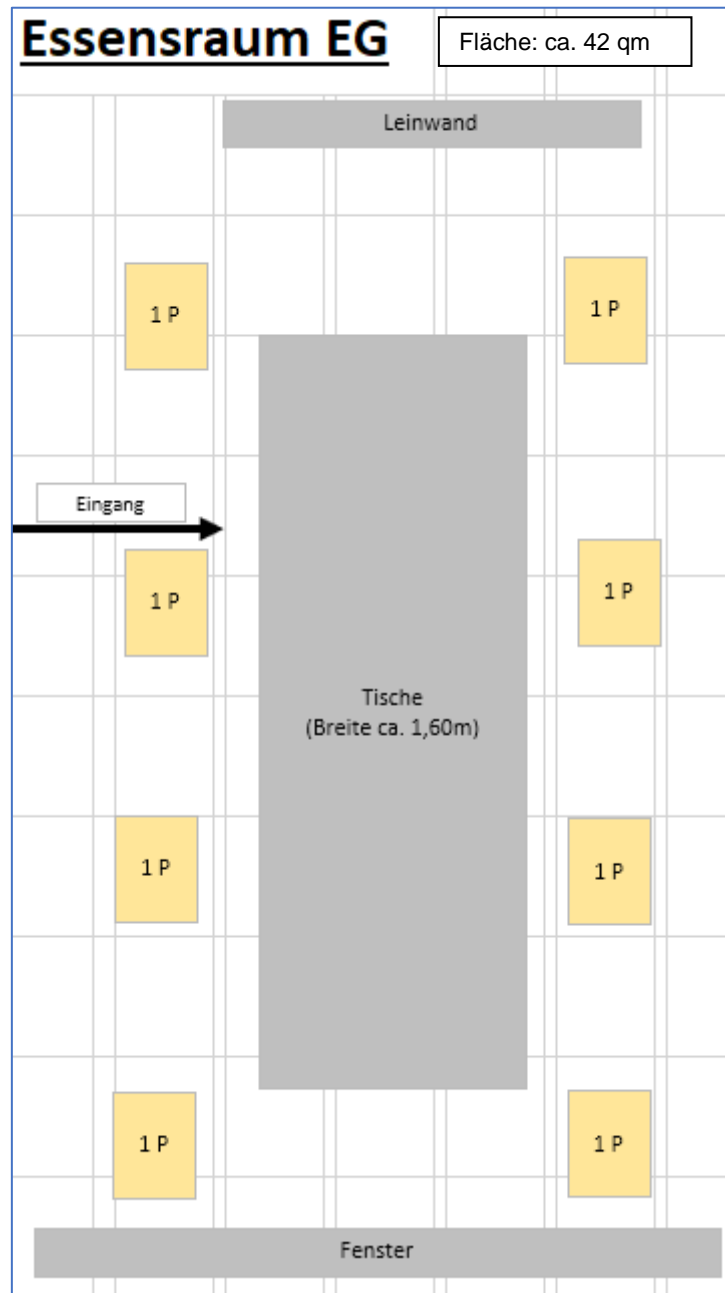 Essensraum EG
Fläche: ca. 42 qm
Leinwand
1 P
1 P
Eingang
1 P
1 P
Tische
(Breite ca. 1,60m)
1 P
1 P
1 P
1 P
Fenster